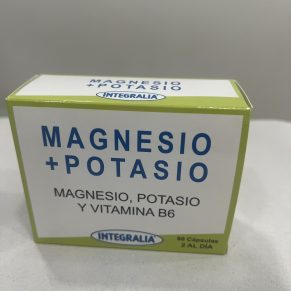 MAGNESIO
+POTASIO
INTEGRALIA
MAGNESIO
+POTASIO
MAGNESIO, POTASIO
Y VITAMINA B6
INTEGRALIA
60 Cápsulas
2 AL DÍA